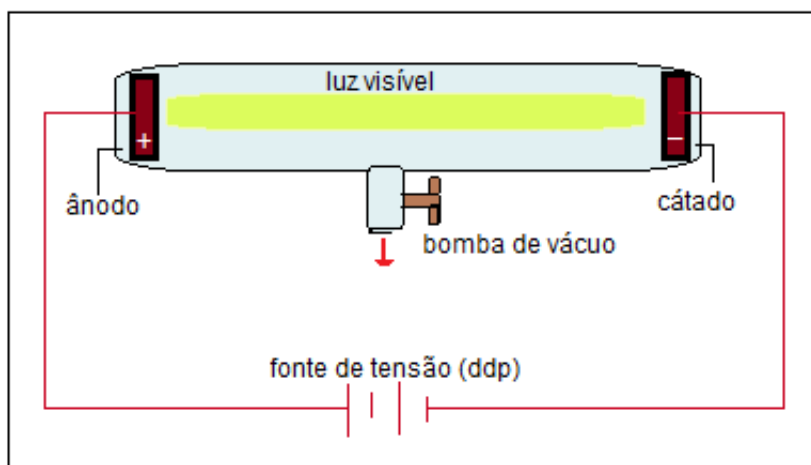 luz visível
+
−
ânodo
cátado
bomba de vácuo
fonte de tensão (ddp)